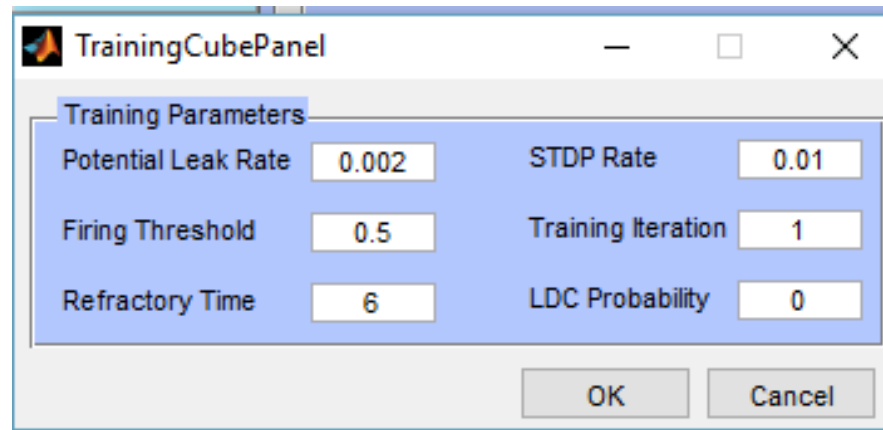 TrainingCubePanel
Training Parameters
Potential Leak Rate 0.002 STDP Rate 0.01
Firing Threshold 0.5 Training Iteration 1
Refractory Time 6 LDC Probability 0
OK Cancel